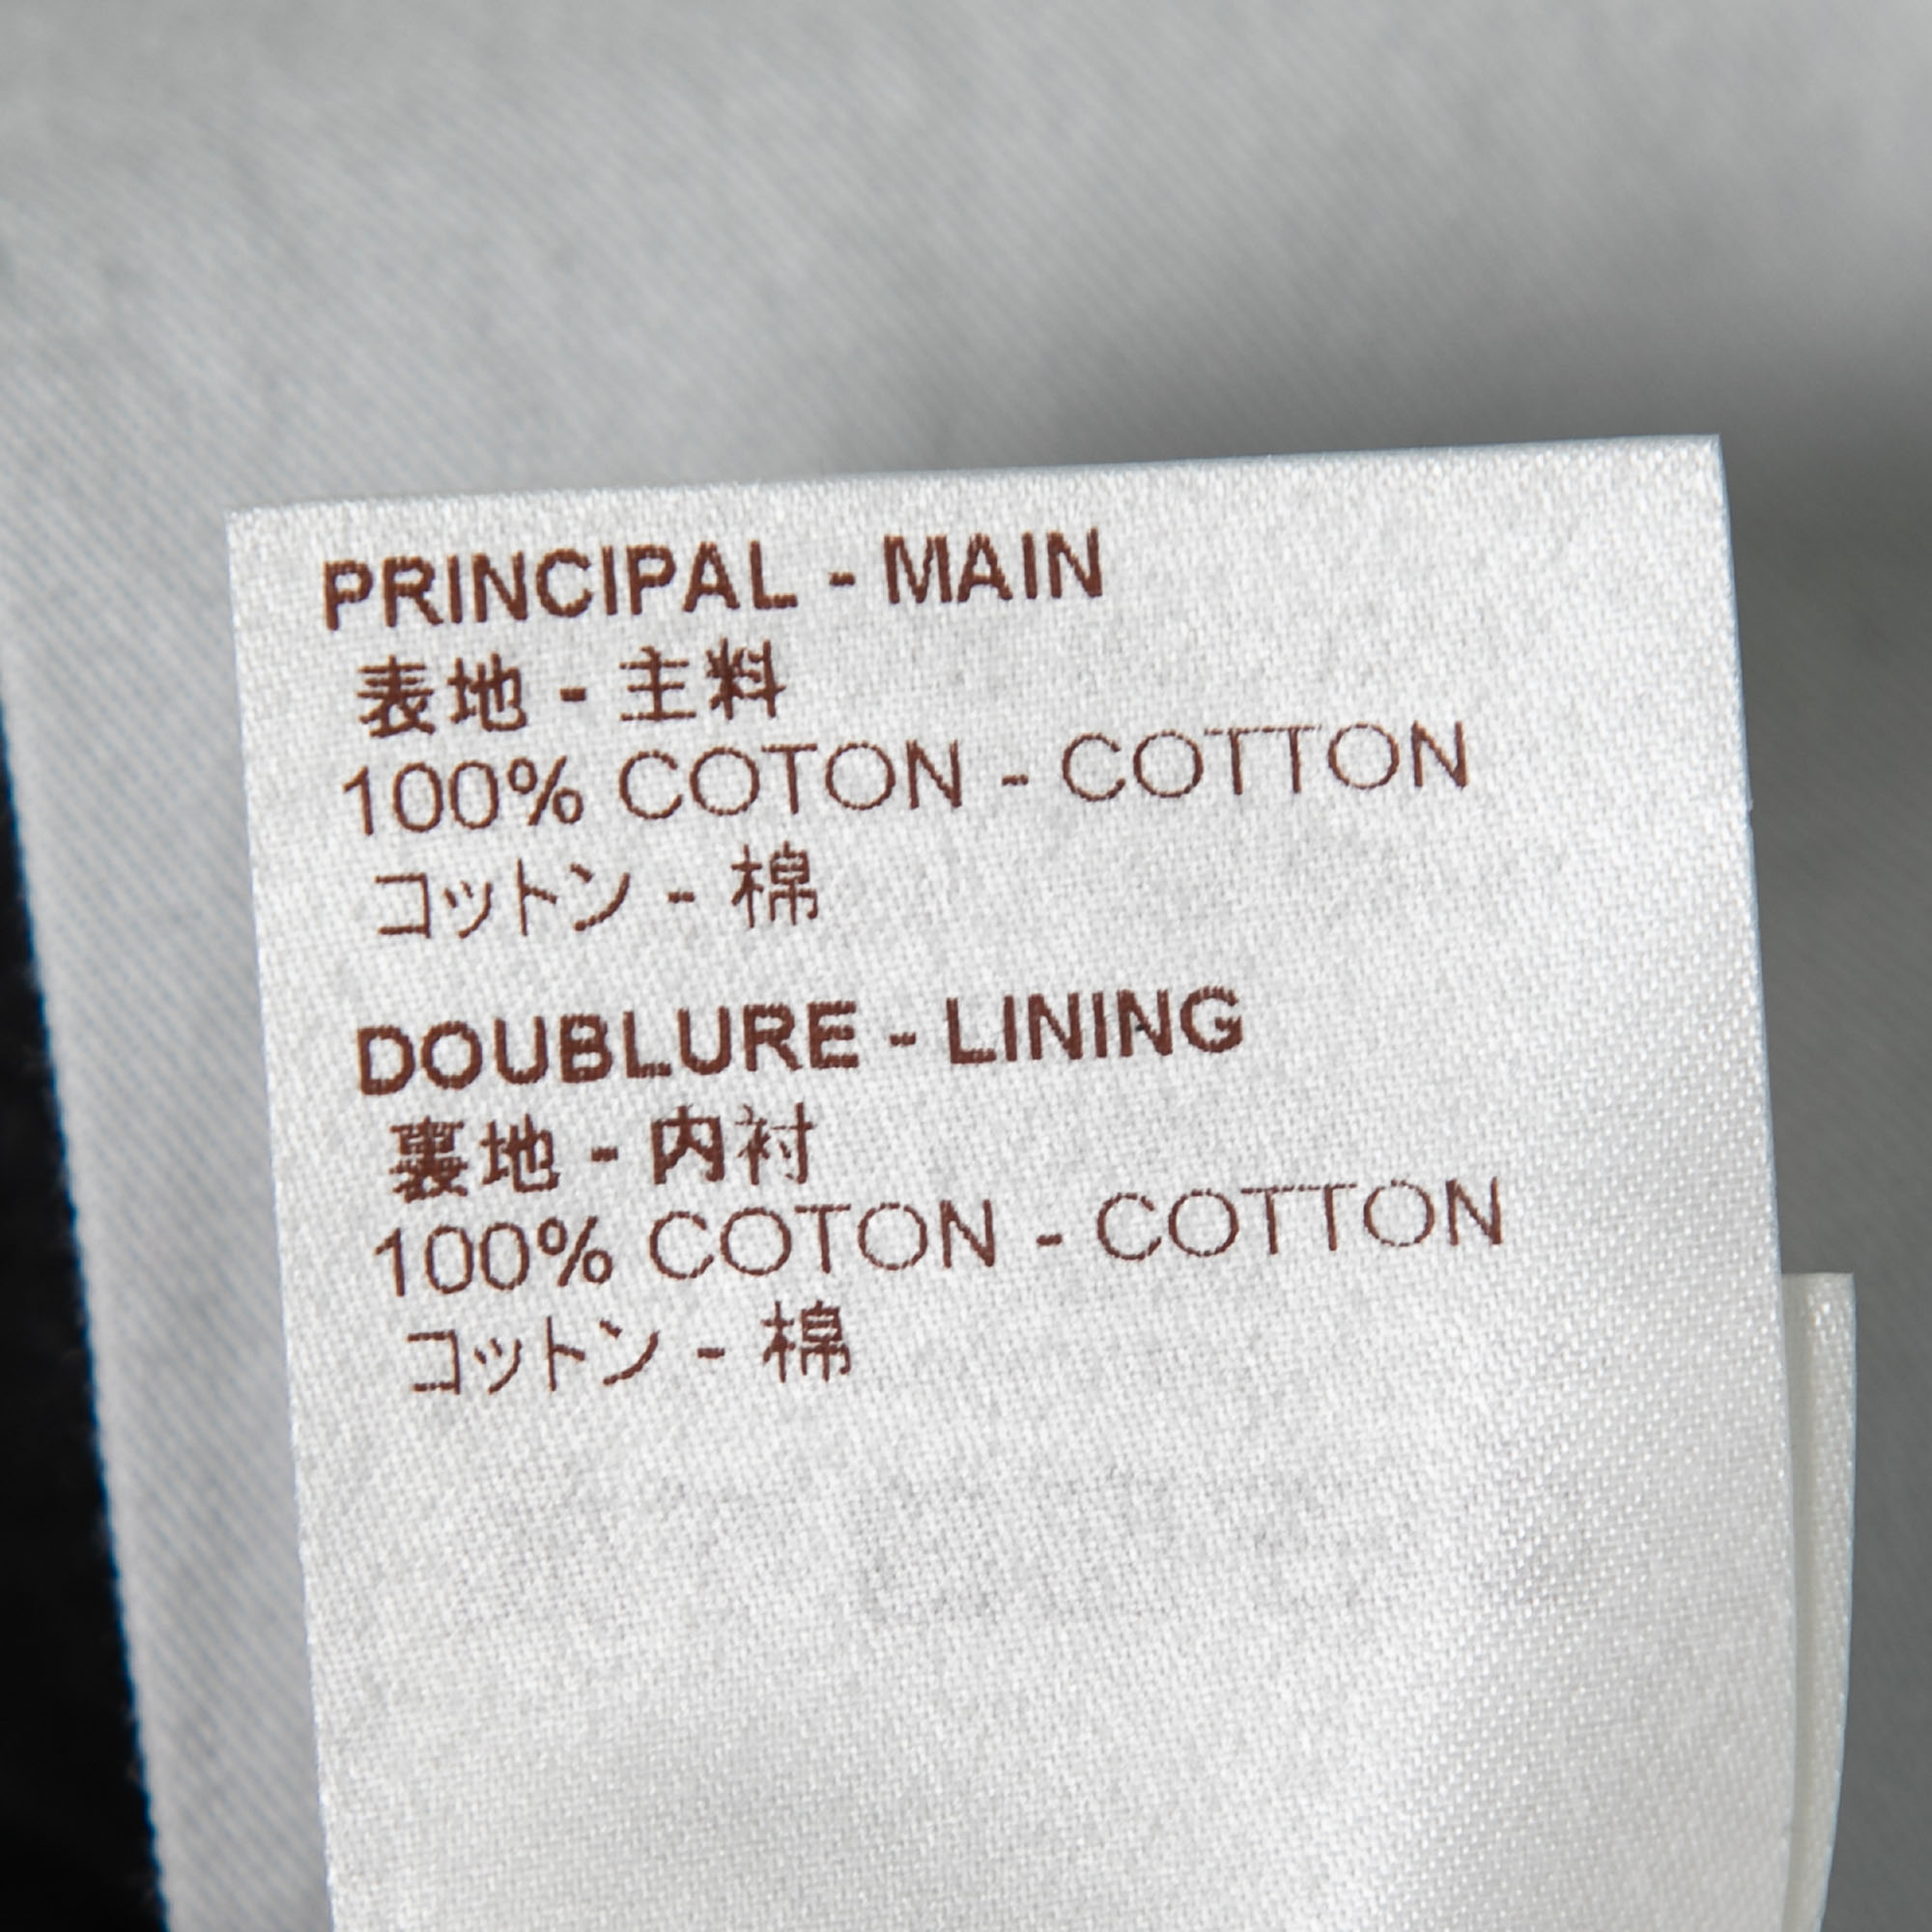 PRINCIPAL - MAIN
表地 - 主料
100% COTON - COTTON
コットン - 棉
DOUBLURE - LINING
裏地 - 内衬
100% COTON - COTTON
コットン - 棉